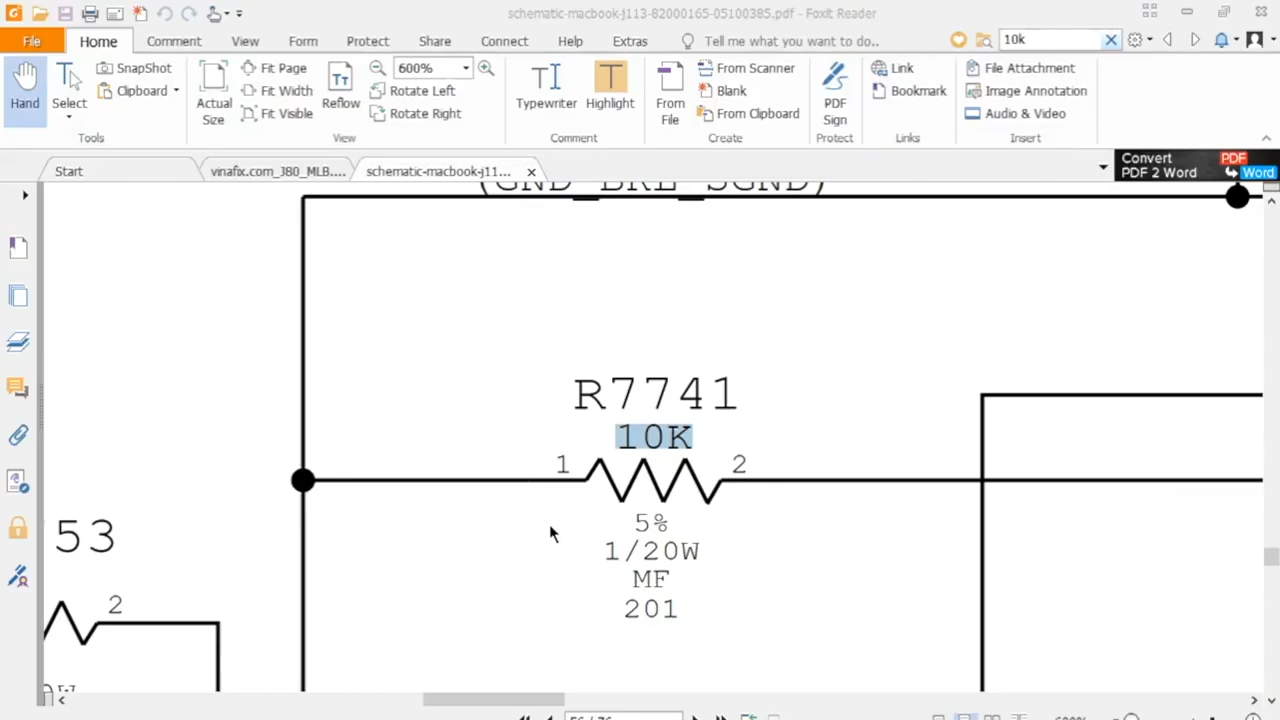 schematic-macbook-j113-82000165-05100385.pdf - Foxit Reader
File Home Comment View Form Protect Share Connect Help Extras Tell me what you want to do.. 10k
Hand
Select
SnapShot
Clipboard
Tools
Actual Size
Fit Page
Fit Width
Fit Visible
Reflow
600%
Rotate Left
Rotate Right
View
Typewriter
Highlight
Comment
From File
From Scanner
Blank
From Clipboard
Create
PDF Sign
Protect
Link
Bookmark
Links
File Attachment
Image Annotation
Audio & Video
Insert
Start vinafix.com_J80_MLB.... schematic-macbook-j11...
Convert PDF
PDF 2 Word Word
(GND_BKL_SGND)
R7741
10K
1 2
5%
1/20W
MF
201
53
2
56 / 76
600%